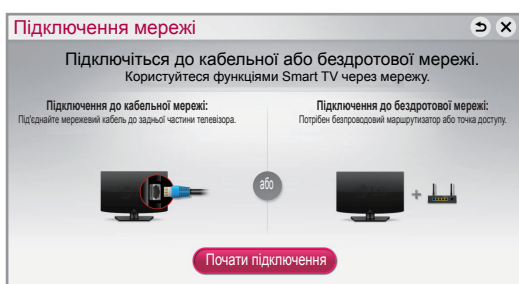 Підключення мережі
Підключіться до кабельної або бездротової мережі.
Користуйтеся функціями Smart TV через мережу.
Підключення до кабельної мережі:
Під'єднайте мережевий кабель до задньої частини телевізора.
Підключення до бездротової мережі:
Потрібен безпроводовий маршрутизатор або точка доступу.
або
Почати підключення